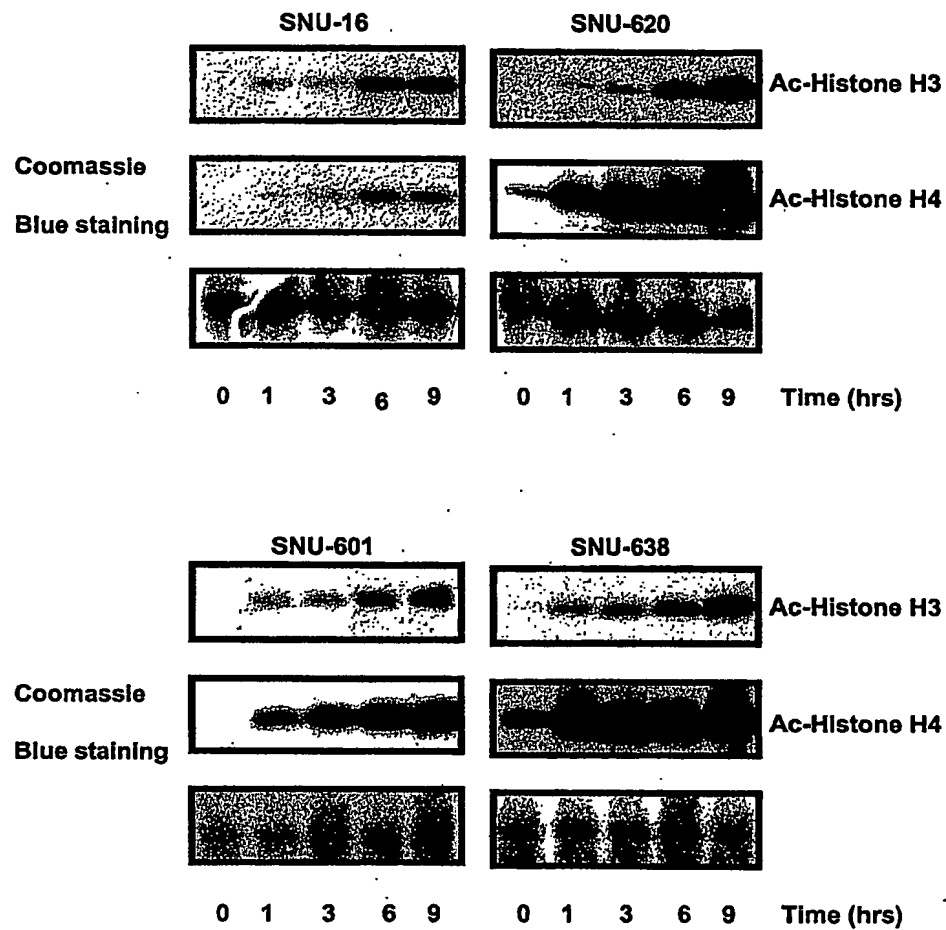 SNU-16 SNU-620
Ac-Histone H3
Coomassie
Ac-Histone H4
Blue staining
0 1 3 6 9 0 1 3 6 9 Time (hrs)
SNU-601 SNU-638
Ac-Histone H3
Coomassie
Ac-Histone H4
Blue staining
0 1 3 6 9 0 1 3 6 9 Time (hrs)